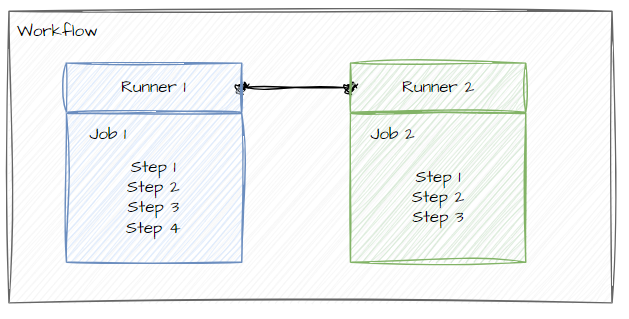 Workflow
Runner 1
Job 1
Step 1
Step 2
Step 3
Step 4
Runner 2
Job 2
Step 1
Step 2
Step 3